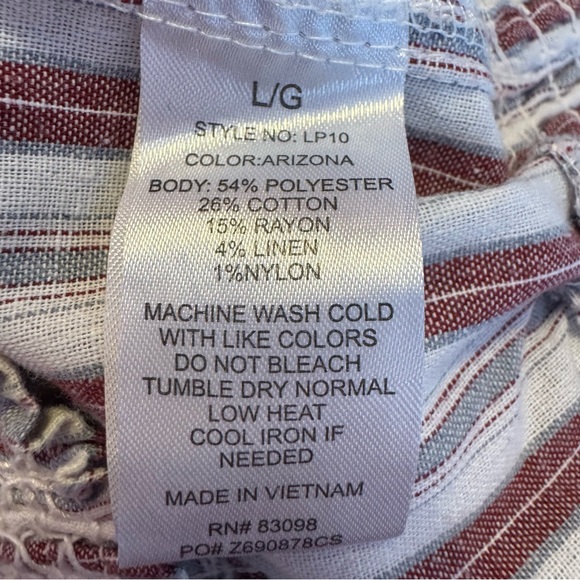 L/G
STYLE NO: LP10
COLOR:ARIZONA
BODY: 54% POLYESTER
26% COTTON
15% RAYON
4% LINEN
1%NYLON
MACHINE WASH COLD
WITH LIKE COLORS
DO NOT BLEACH
TUMBLE DRY NORMAL
LOW HEAT
COOL IRON IF
NEEDED
MADE IN VIETNAM
RN# 83098
PO# Z690878CS